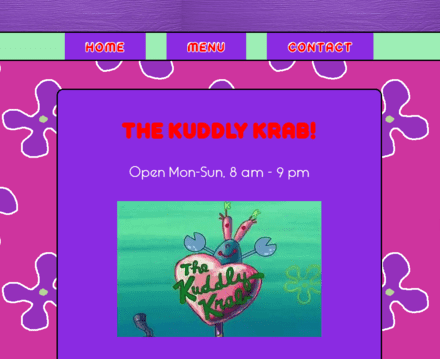 HOME MENU CONTACT
THE KUDDLY KRAB!
Open Mon-Sun, 8 am - 9 pm
The
Kuddly
Krab